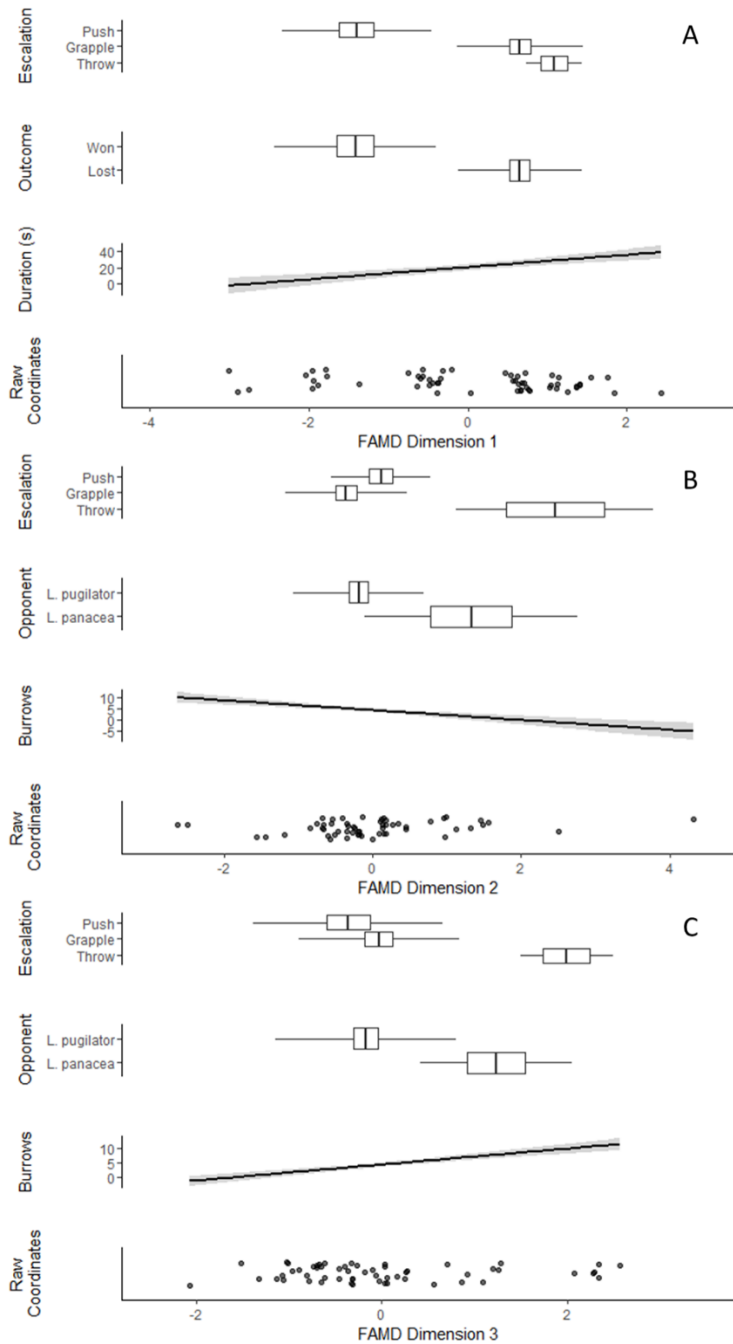 A
Escalation
Push
Grapple
Throw
Outcome
Won
Lost
Duration (s)
40
20
0
Raw
Coordinates
-4 -2 0 2
FAMD Dimension 1
B
Escalation
Push
Grapple
Throw
Opponent
L. pugilator
L. panacea
Burrows
10
5
0
-5
Raw
Coordinates
-2 0 2 4
FAMD Dimension 2
C
Escalation
Push
Grapple
Throw
Opponent
L. pugilator
L. panacea
Burrows
10
5
0
Raw
Coordinates
-2 0 2
FAMD Dimension 3